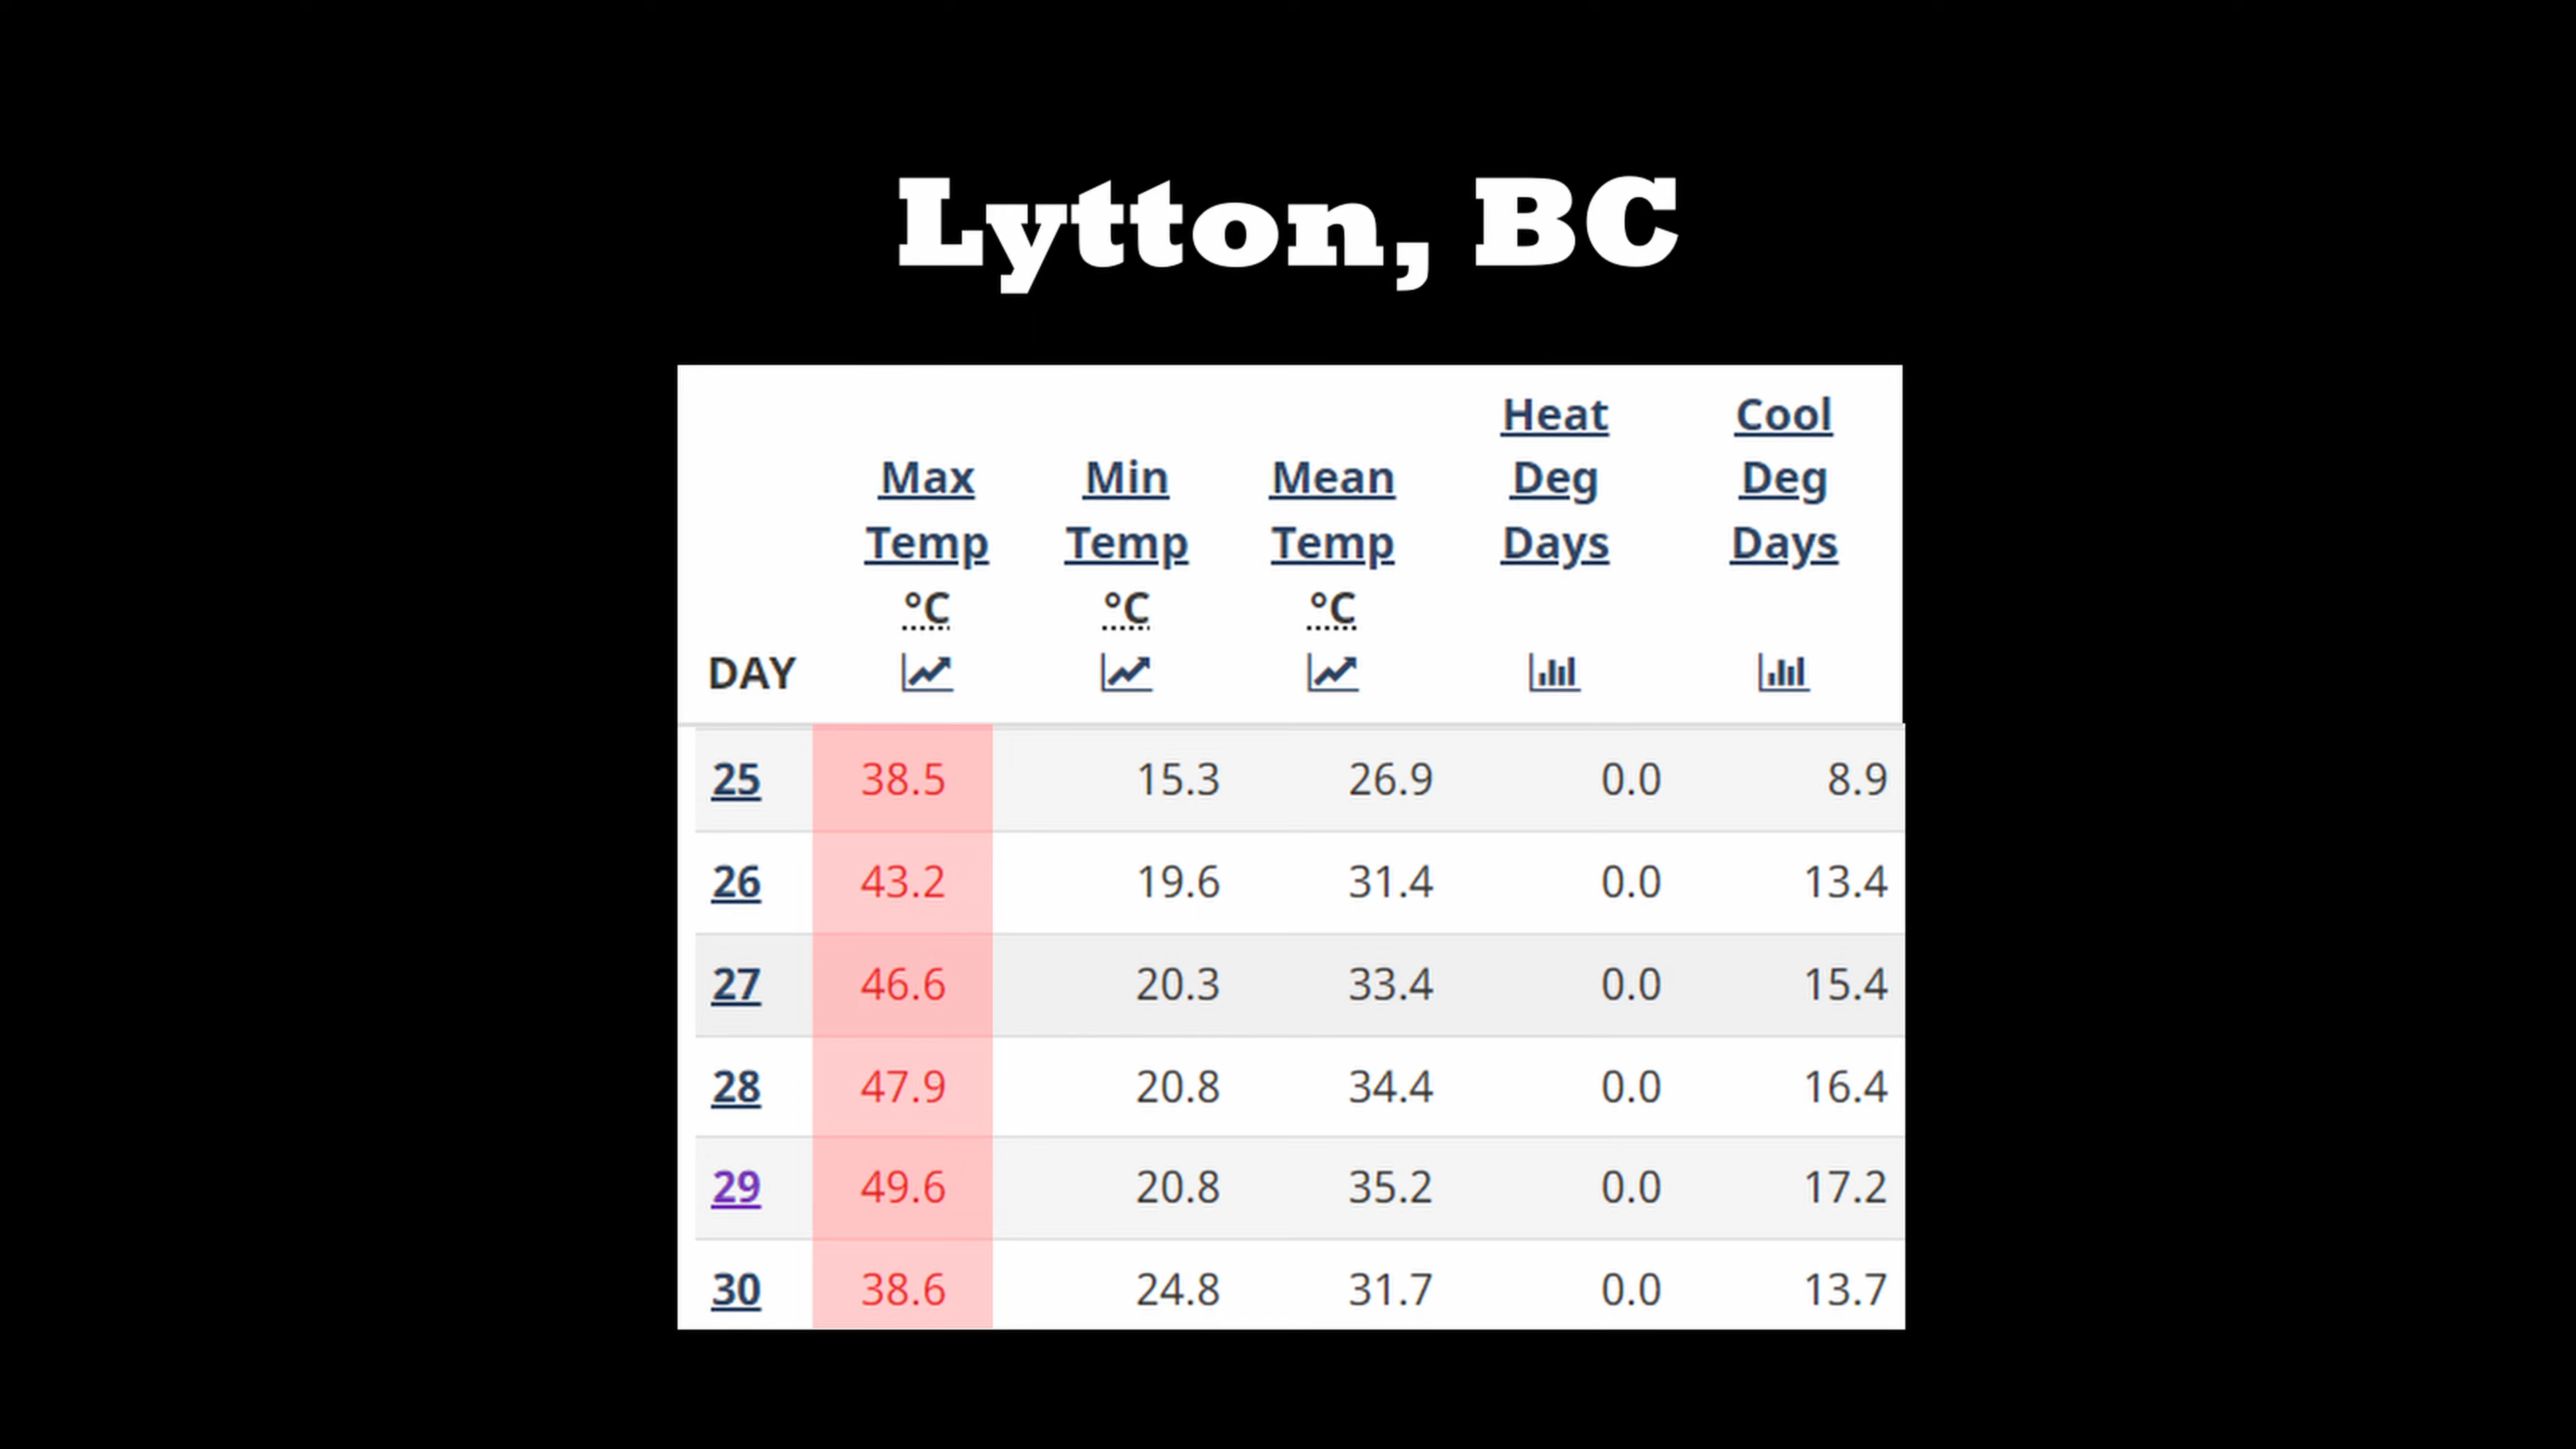 Lytton, BC
Heat Cool
Max Min Mean Deg Deg
Temp Temp Temp Days Days
°C °C °C
DAY
25 38.5 15.3 26.9 0.0 8.9
26 43.2 19.6 31.4 0.0 13.4
27 46.6 20.3 33.4 0.0 15.4
28 47.9 20.8 34.4 0.0 16.4
29 49.6 20.8 35.2 0.0 17.2
30 38.6 24.8 31.7 0.0 13.7